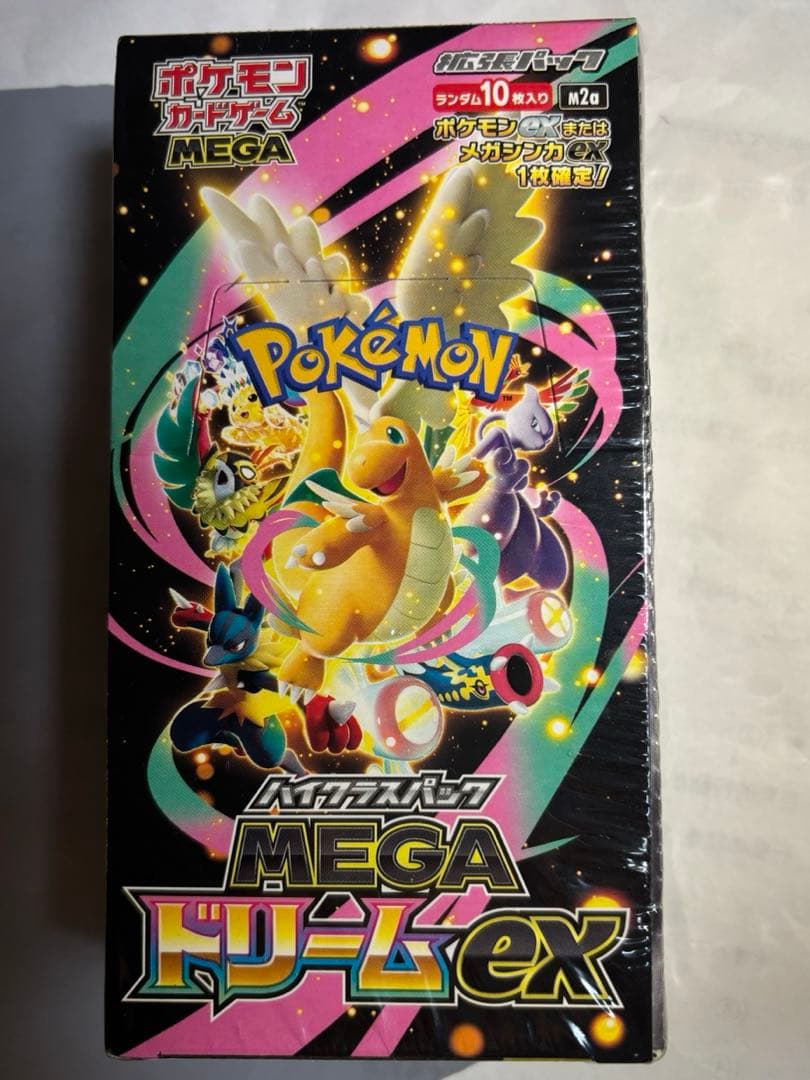 ポケモン
カードゲーム™
MEGA
拡張パック
ランダム10枚入り M2a
ポケモンexまたは
メガシンカex
1枚確定!
POKéMON™
ハイクラスパック
MEGA
ドリームex